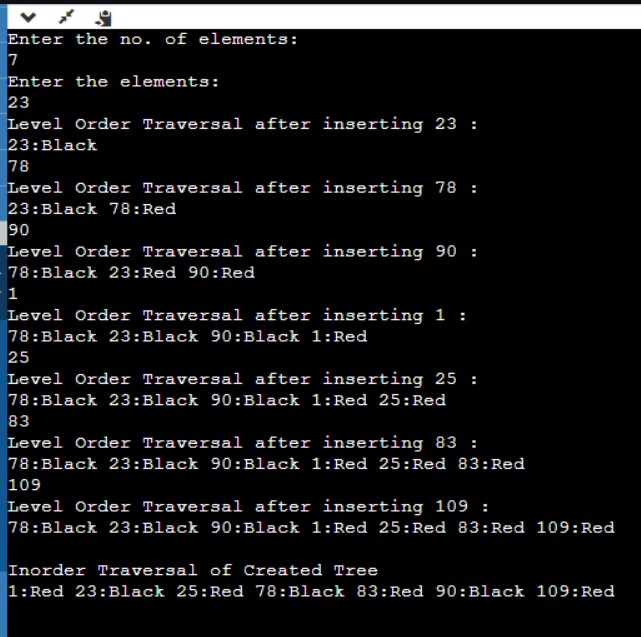 Enter the no. of elements:
7
Enter the elements:
23
Level Order Traversal after inserting 23 :
23:Black
78
Level Order Traversal after inserting 78 :
23:Black 78:Red
90
Level Order Traversal after inserting 90 :
78:Black 23:Red 90:Red
1
Level Order Traversal after inserting 1 :
78:Black 23:Black 90:Black 1:Red
25
Level Order Traversal after inserting 25 :
78:Black 23:Black 90:Black 1:Red 25:Red
83
Level Order Traversal after inserting 83 :
78:Black 23:Black 90:Black 1:Red 25:Red 83:Red
109
Level Order Traversal after inserting 109 :
78:Black 23:Black 90:Black 1:Red 25:Red 83:Red 109:Red
Inorder Traversal of Created Tree
1:Red 23:Black 25:Red 78:Black 83:Red 90:Black 109:Red